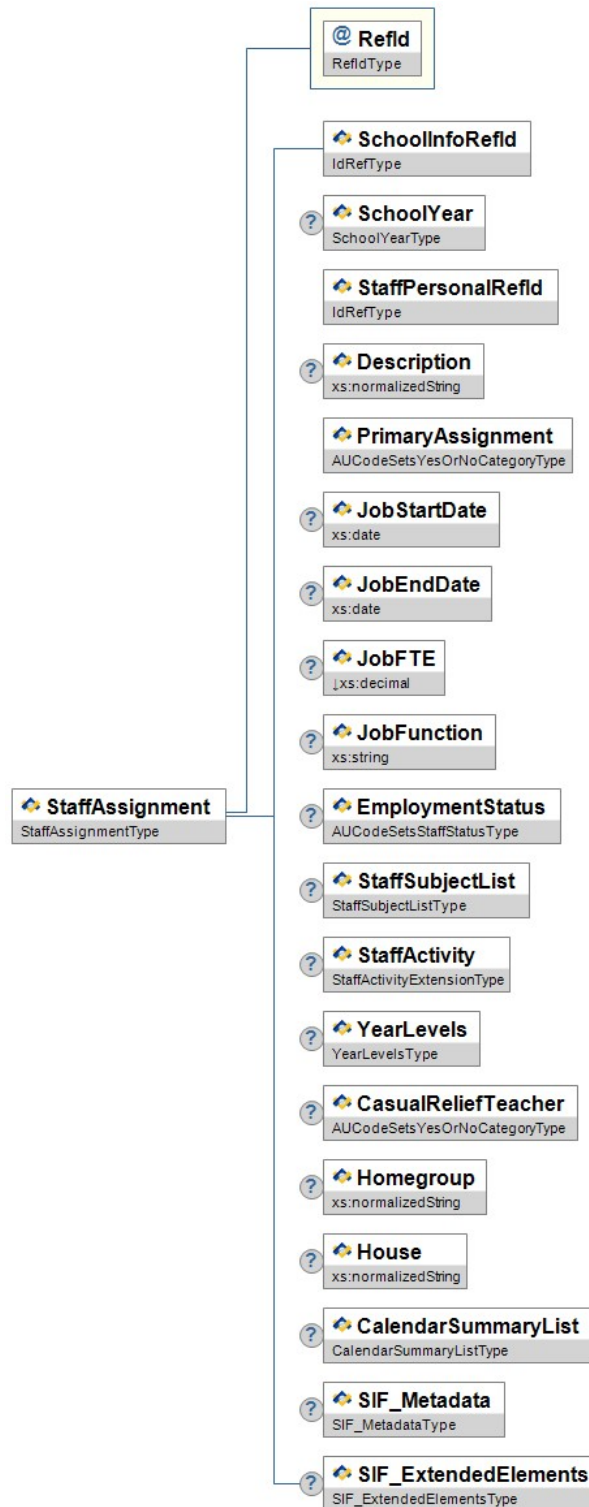 @ RefId
RefIdType
SchoolInfoRefId
IdRefType
? SchoolYear
SchoolYearType
StaffPersonalRefId
IdRefType
? Description
xs:normalizedString
PrimaryAssignment
AUCodeSetsYesOrNoCategoryType
? JobStartDate
xs:date
? JobEndDate
xs:date
? JobFTE
↓xs:decimal
? JobFunction
xs:string
StaffAssignment
StaffAssignmentType
? EmploymentStatus
AUCodeSetsStaffStatusType
? StaffSubjectList
StaffSubjectListType
? StaffActivity
StaffActivityExtensionType
? YearLevels
YearLevelsType
? CasualReliefTeacher
AUCodeSetsYesOrNoCategoryType
? Homegroup
xs:normalizedString
? House
xs:normalizedString
? CalendarSummaryList
CalendarSummaryListType
? SIF_Metadata
SIF_MetadataType
? SIF_ExtendedElements
SIF_ExtendedElementsType